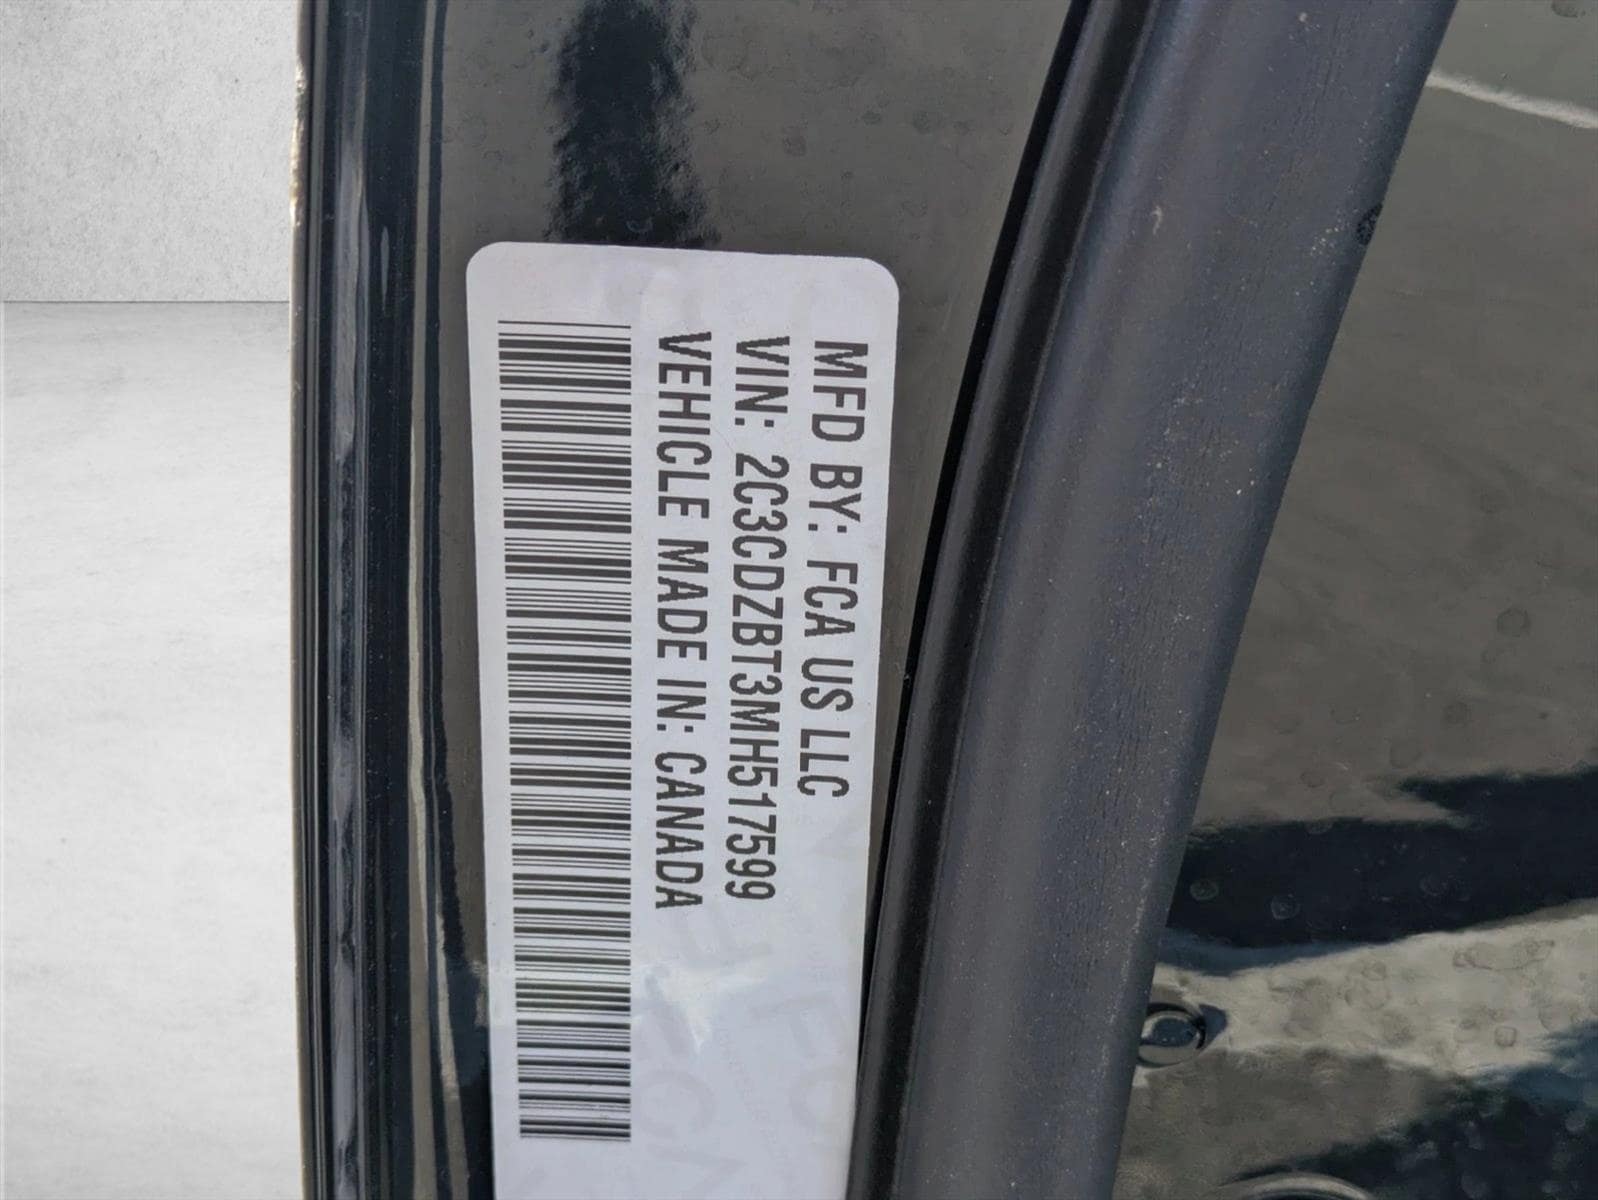 MFD BY: FCA US LLC
VIN: 2C3CDZBT3MH517599
VEHICLE MADE IN: CANADA